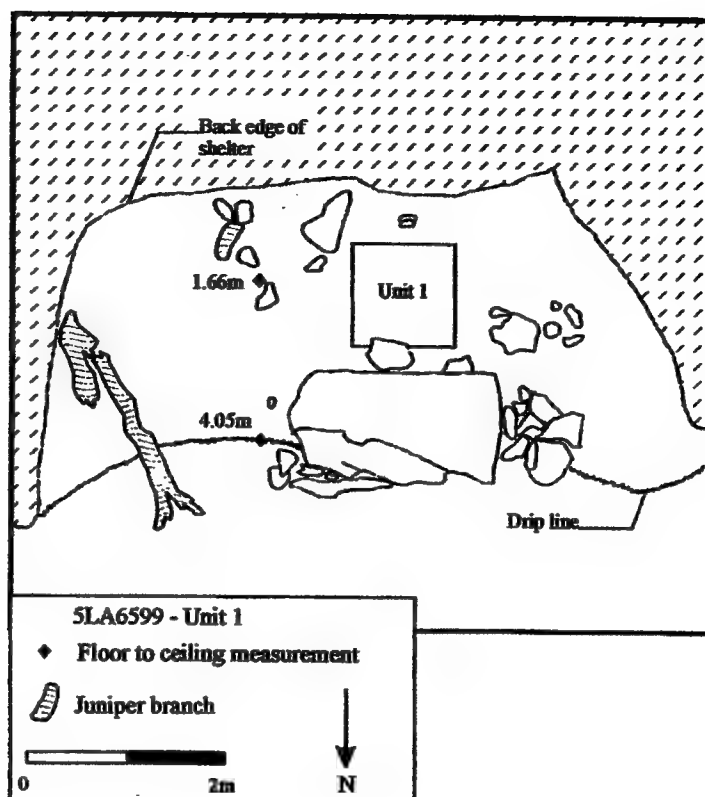 Back edge of
shelter
1.66m
Unit 1
4.05m
Drip line
5LA6599 - Unit 1
Floor to ceiling measurement
Juniper branch
0 2m
N